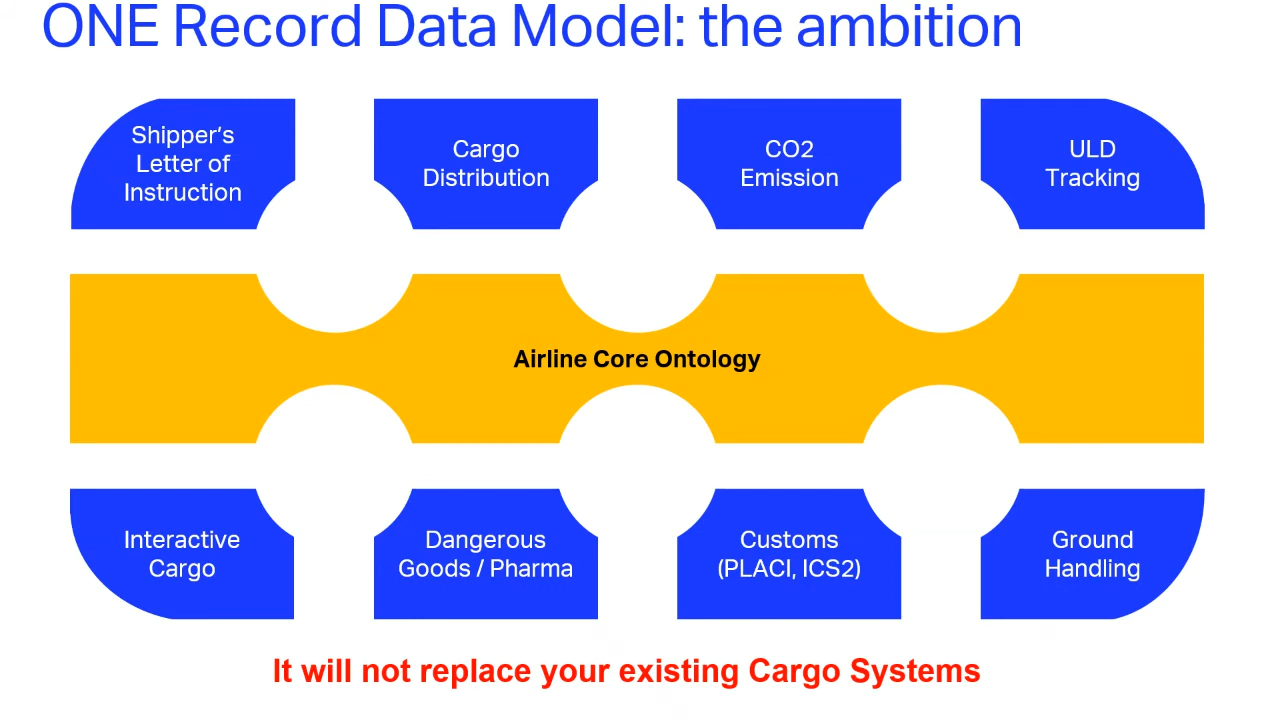 ONE Record Data Model: the ambition
Shipper’s
Letter of
Instruction
Cargo
Distribution
CO2
Emission
ULD
Tracking
Airline Core Ontology
Interactive
Cargo
Dangerous
Goods / Pharma
Customs
(PLACI, ICS2)
Ground
Handling
It will not replace your existing Cargo Systems